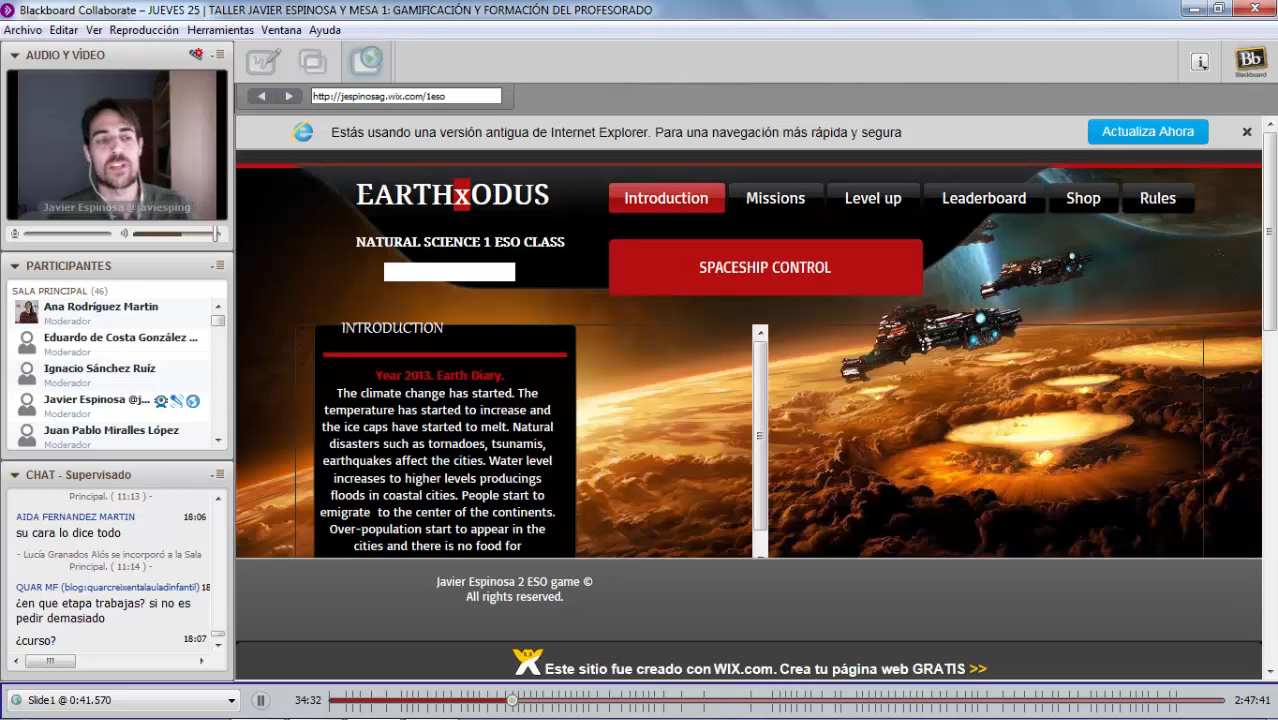 Blackboard Collaborate – JUEVES 25 | TALLER JAVIER ESPINOSA Y MESA 1: GAMIFICACIÓN Y FORMACIÓN DEL PROFESORADO
Archivo Editar Ver Reproducción Herramientas Ventana Ayuda
AUDIO Y VÍDEO
Javier Espinosa @javiesping
PARTICIPANTES
SALA PRINCIPAL (46)
Ana Rodríguez Martin
Moderador
Eduardo de Costa González ...
Moderador
Ignacio Sánchez Ruíz
Moderador
Javier Espinosa @j...
Moderador
Juan Pablo Miralles López
Moderador
CHAT - Supervisado
Principal. ( 11:13 ) -
AIDA FERNANDEZ MARTIN 18:06
su cara lo dice todo
- Lucía Granados Alós se incorporó a la Sala
Principal. ( 11:14 ) -
QUAR MF (blog:quarcreixentalauladinfantil) 18
¿en que etapa trabajas? si no es
pedir demasiado
¿curso? 18:07
i
Bb
Blackboard
http://jespinosag.wix.com/1eso
Estás usando una versión antigua de Internet Explorer. Para una navegación más rápida y segura
Actualiza Ahora
EARTHxODUS
NATURAL SCIENCE 1 ESO CLASS
Introduction Missions Level up Leaderboard Shop Rules
SPACESHIP CONTROL
INTRODUCTION
Year 2013. Earth Diary.
The climate change has started. The
temperature has started to increase and
the ice caps have started to melt. Natural
disasters such as tornadoes, tsunamis,
earthquakes affect the cities. Water level
increases to higher levels producings
floods in coastal cities. People start to
emigrate to the center of the continents.
Over-population start to appear in the
cities and there is no food for
Javier Espinosa 2 ESO game ©
All rights reserved.
Este sitio fue creado con WIX.com. Crea tu página web GRATIS >>
Slide1 @ 0:41.570
34:32
2:47:41